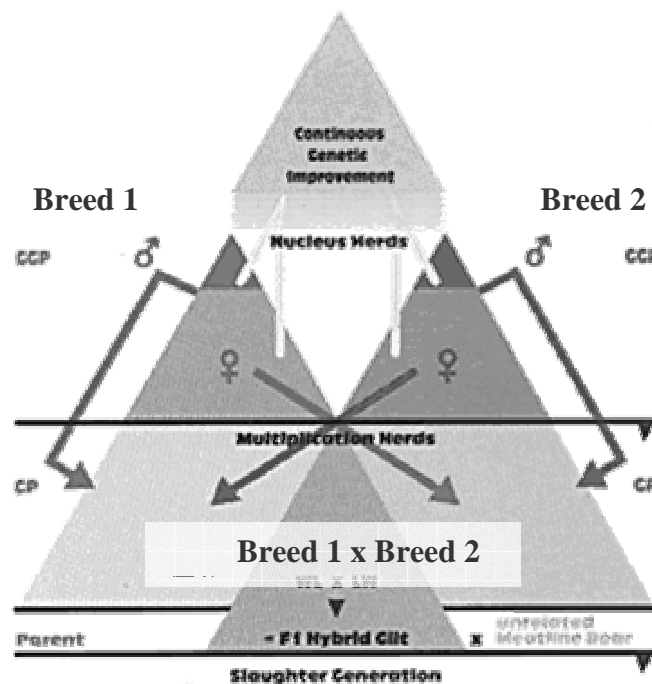 Continuous
Genetic
Improvement
Breed 1
Breed 2
Nucleus Herds
GGP
♂
♂
♀
♀
Multiplication Herds
GP
Breed 1 x Breed 2
Parent
= F1 Hybrid Gilt
x
unrelated
Meatline Boar
Slaughter Generation